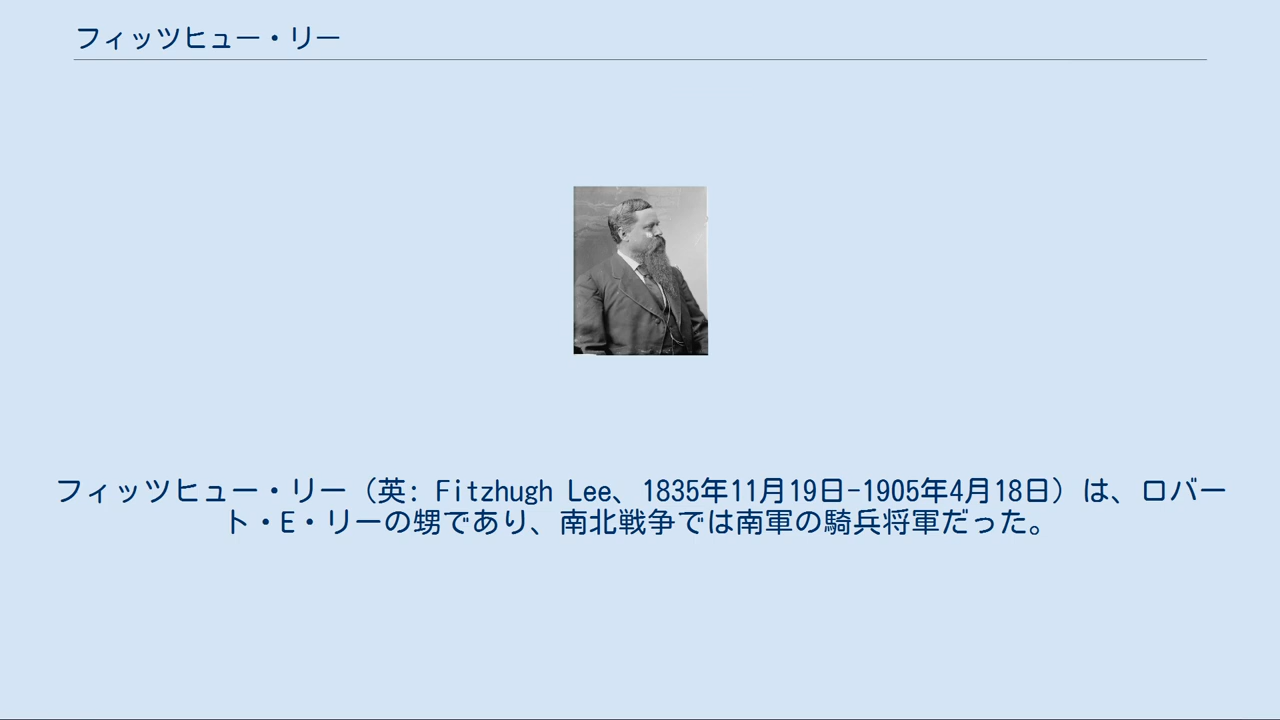 フィッツヒュー・リー
フィッツヒュー・リー（英: Fitzhugh Lee、1835年11月19日-1905年4月18日）は、ロバー
ト・E・リーの甥であり、南北戦争では南軍の騎兵将軍だった。